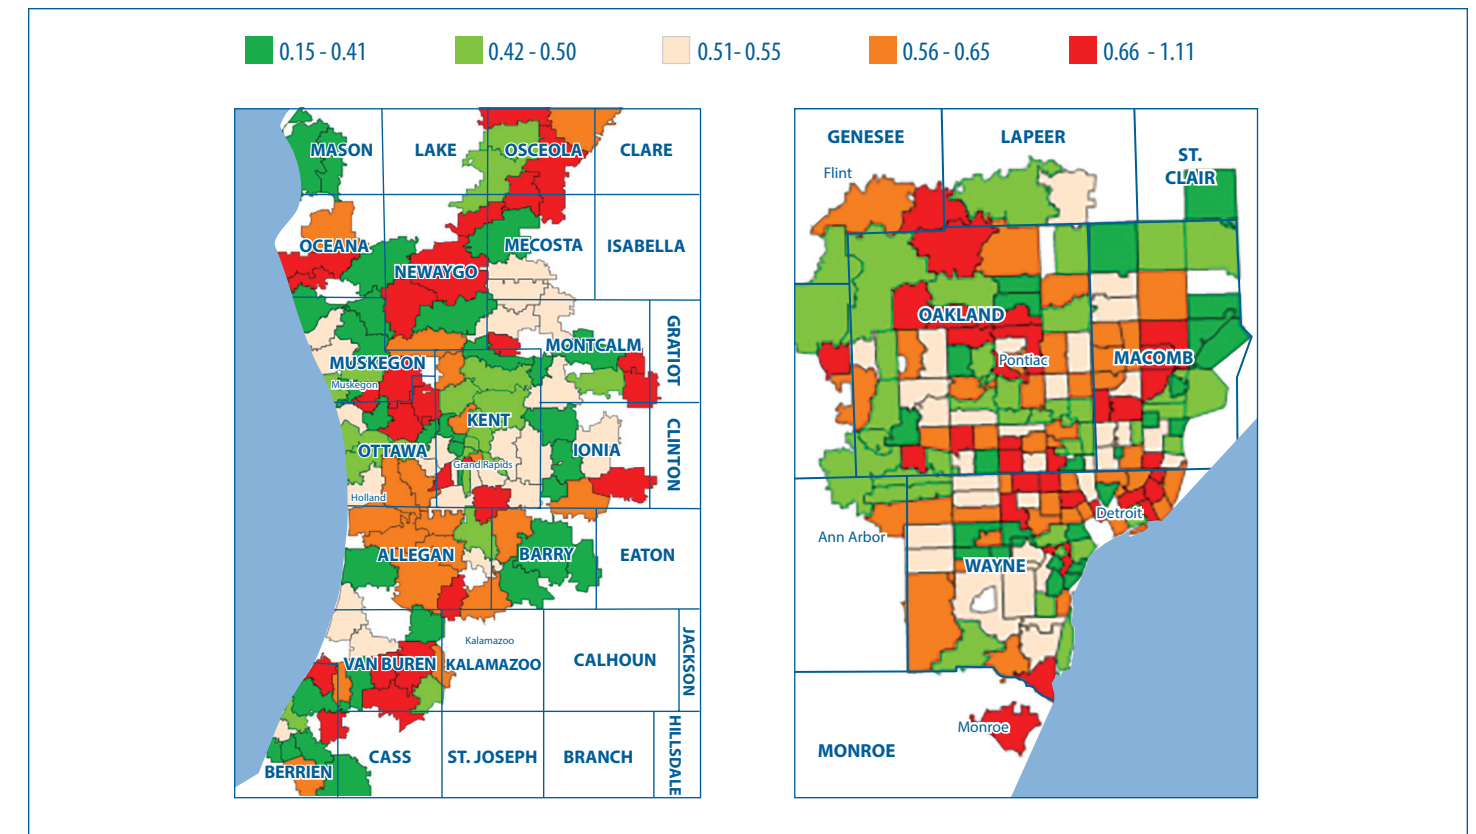 0.15 - 0.41
0.42 - 0.50
0.51- 0.55
0.56 - 0.65
0.66 - 1.11
MASON
LAKE
OSCEOLA
CLARE
OCEANA
NEWAYGO
MECOSTA
ISABELLA
MUSKEGON
Muskegon
MONTCALM
GRATIOT
KENT
OTTAWA
Grand Rapids
IONIA
CLINTON
Holland
ALLEGAN
BARRY
EATON
Kalamazoo
VAN BUREN
KALAMAZOO
CALHOUN
JACKSON
BERRIEN
CASS
ST. JOSEPH
BRANCH
HILLSDALE
GENESEE
LAPEER
ST.
CLAIR
Flint
OAKLAND
Pontiac
MACOMB
Detroit
Ann Arbor
WAYNE
Monroe
MONROE